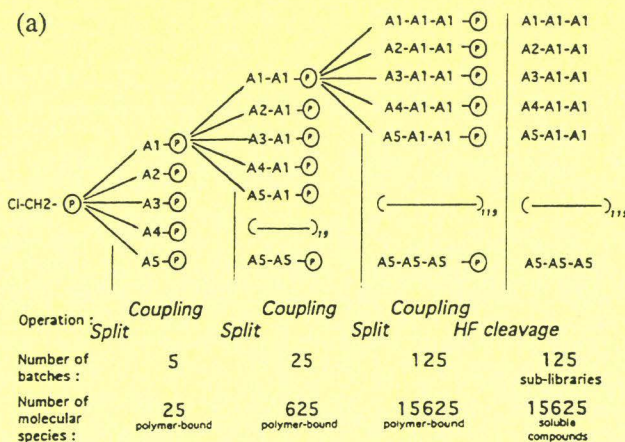 (a)
A1-A1-A1-P A1-A1-A1
A2-A1-A1-P A2-A1-A1
A1-A1-P A3-A1-A1-P A3-A1-A1
A2-A1-P A4-A1-A1-P A4-A1-A1
A1-P A3-A1-P A5-A1-A1-P A5-A1-A1
A2-P A4-A1-P
Cl-CH2-P A3-P A5-A1-P ( )119
A4-P ( )19
A5-P A5-A5-P A5-A5-A5-P A5-A5-A5
Operation : Split Coupling Split Coupling Split Coupling HF cleavage
Number of batches : 5 25 125 125
sub-libraries
Number of molecular species : 25 625 15625 15625
polymer-bound polymer-bound polymer-bound soluble compounds